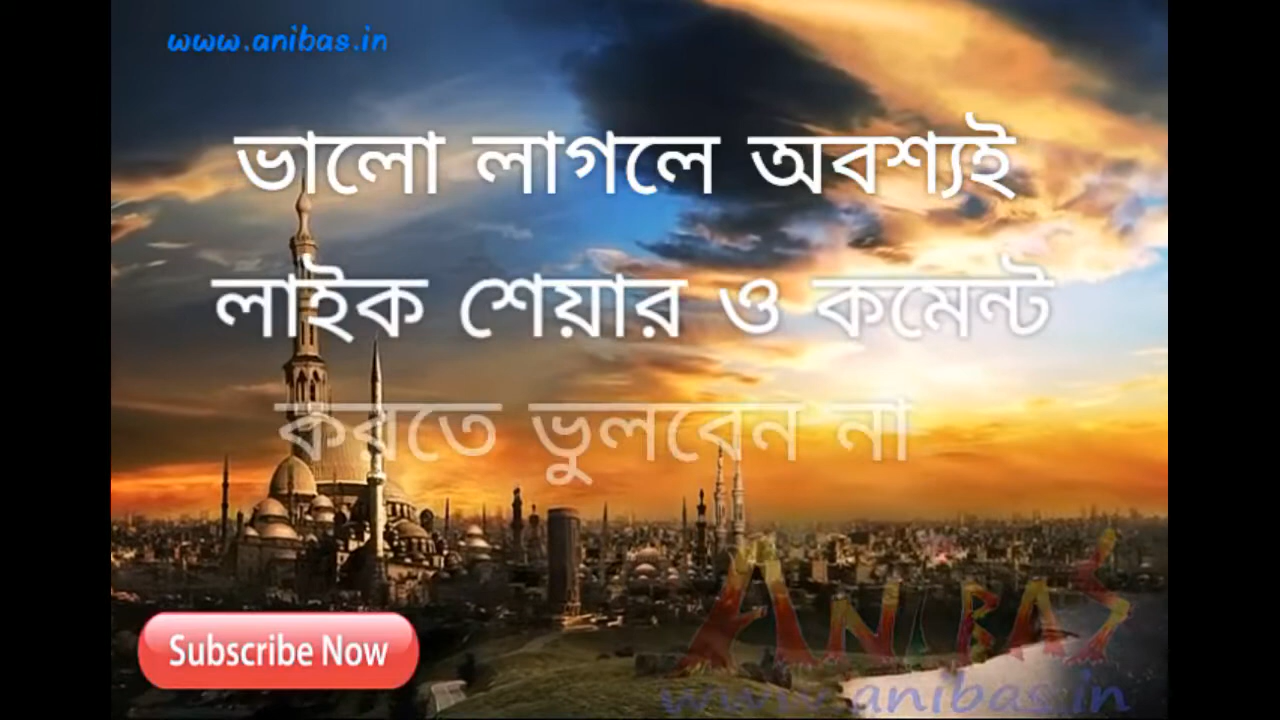 www.anibas.in
ভালো লাগলে অবশ্যই
লাইক শেয়ার ও কমেন্ট
করতে ভুলবেন না
ANIBAS
Subscribe Now
www.anibas.in